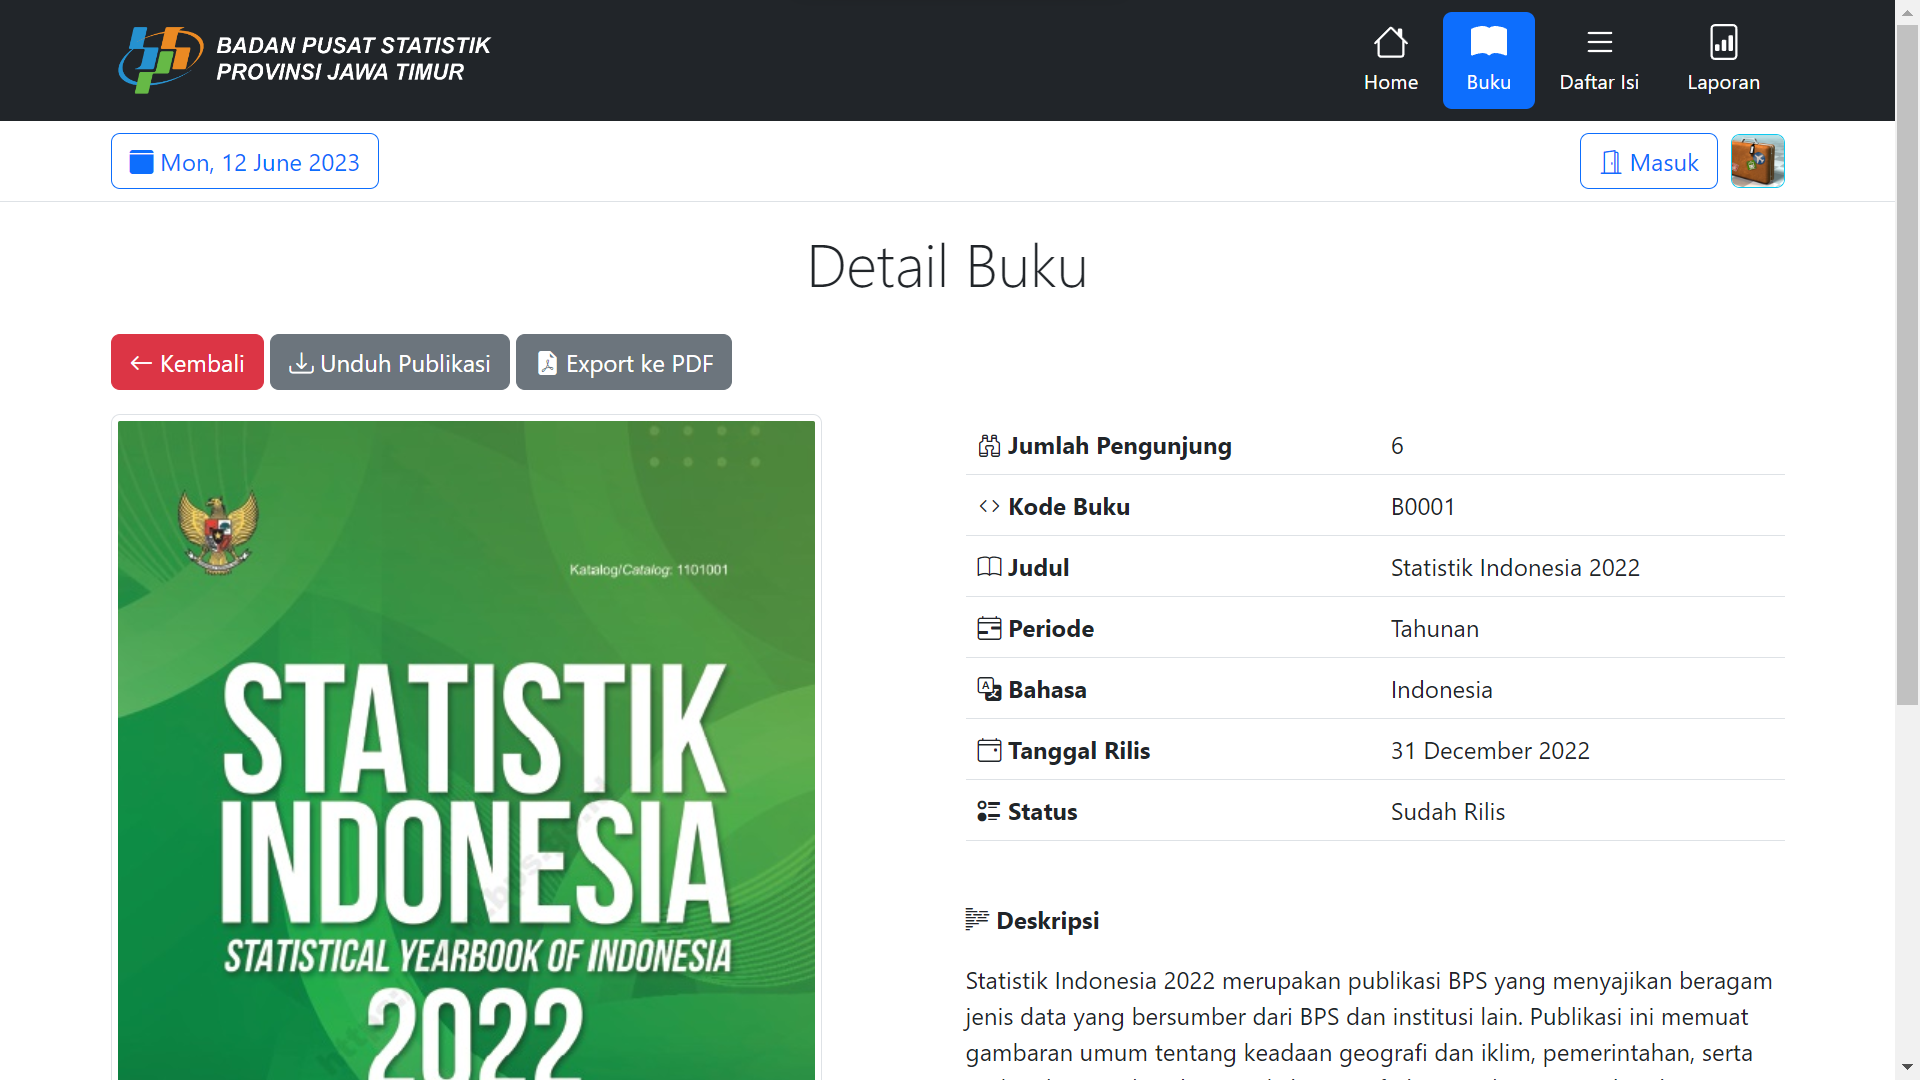 BADAN PUSAT STATISTIK
PROVINSI JAWA TIMUR
Home
Buku
Daftar Isi
Laporan
Mon, 12 June 2023
Masuk
Detail Buku
Kembali
Unduh Publikasi
Export ke PDF
Katalog/Catalog: 1101001
STATISTIK
INDONESIA
STATISTICAL YEARBOOK OF INDONESIA
2022
Jumlah Pengunjung 6
Kode Buku B0001
Judul Statistik Indonesia 2022
Periode Tahunan
Bahasa Indonesia
Tanggal Rilis 31 December 2022
Status Sudah Rilis
Deskripsi
Statistik Indonesia 2022 merupakan publikasi BPS yang menyajikan beragam
jenis data yang bersumber dari BPS dan institusi lain. Publikasi ini memuat
gambaran umum tentang keadaan geografi dan iklim, pemerintahan, serta